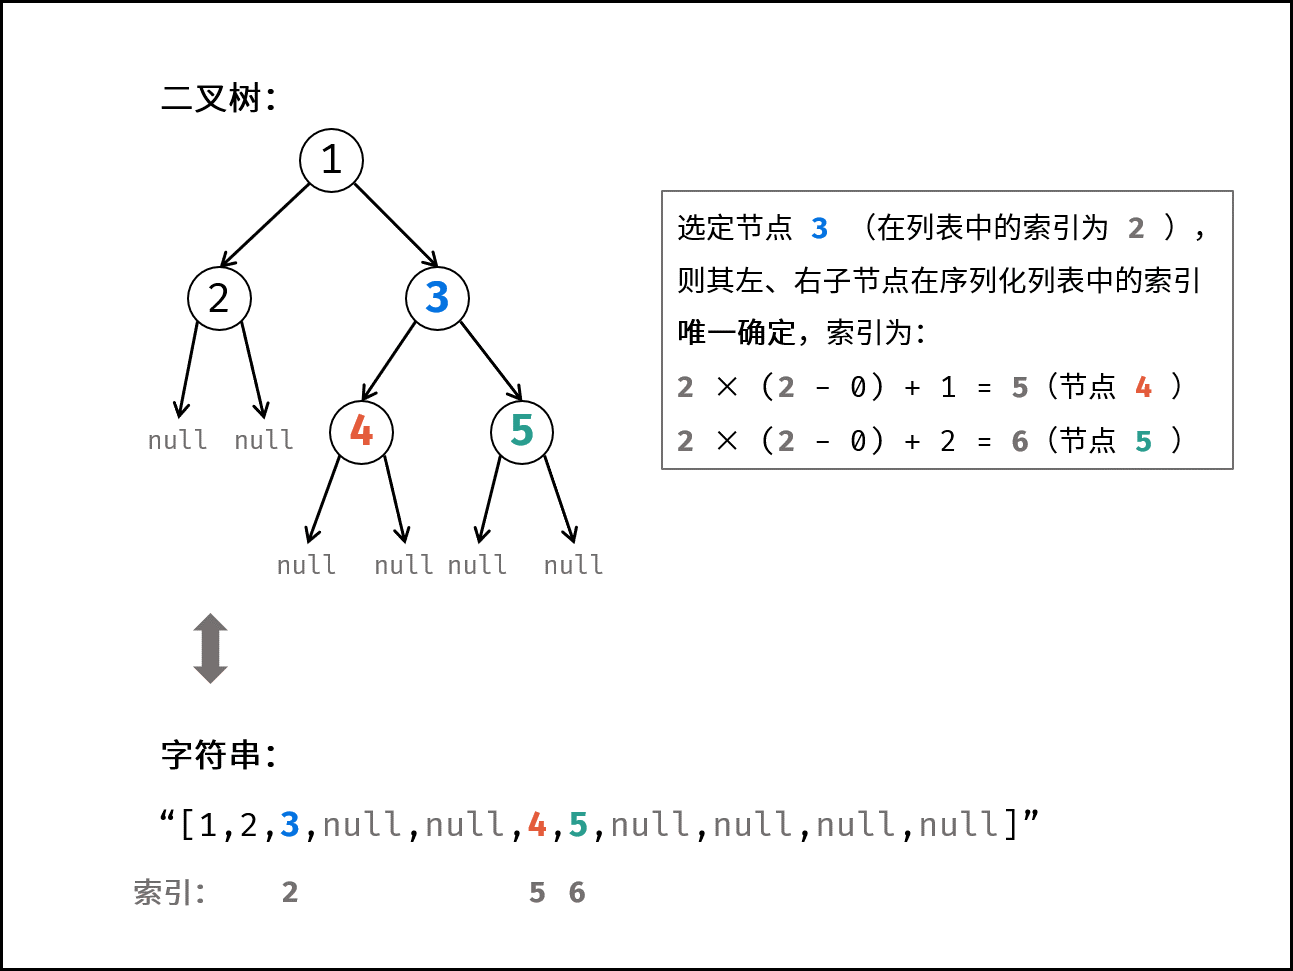 二叉树：
1
2 3
null null 4 5
null null null null
选定节点 3 （在列表中的索引为 2 ），
则其左、右子节点在序列化列表中的索引
唯一确定，索引为：
2 × (2 - 0) + 1 = 5（节点 4 ）
2 × (2 - 0) + 2 = 6（节点 5 ）
字符串：
“[1,2,3,null,null,4,5,null,null,null,null]”
索引： 2 5 6